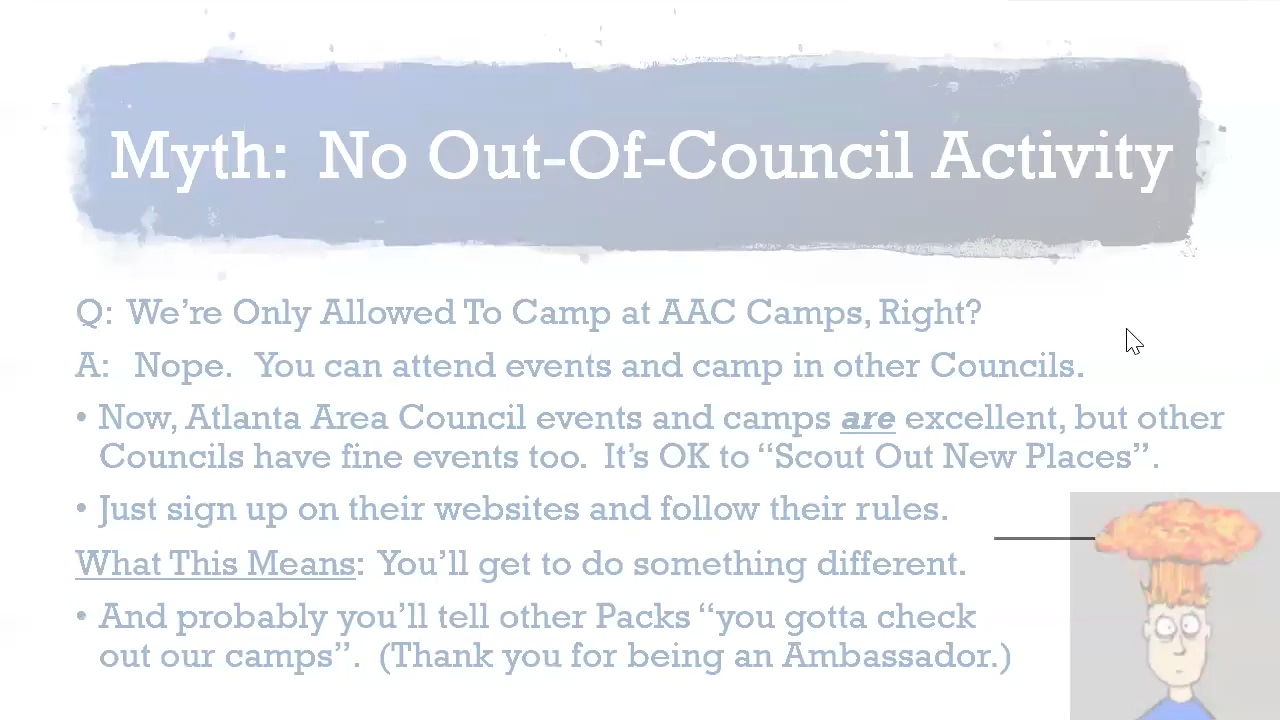 Myth: No Out-Of-Council Activity
Q: We’re Only Allowed To Camp at AAC Camps, Right?
A: Nope. You can attend events and camp in other Councils.
• Now, Atlanta Area Council events and camps are excellent, but other
Councils have fine events too. It’s OK to “Scout Out New Places”.
• Just sign up on their websites and follow their rules.
What This Means: You’ll get to do something different.
• And probably you’ll tell other Packs “you gotta check
out our camps”. (Thank you for being an Ambassador.)